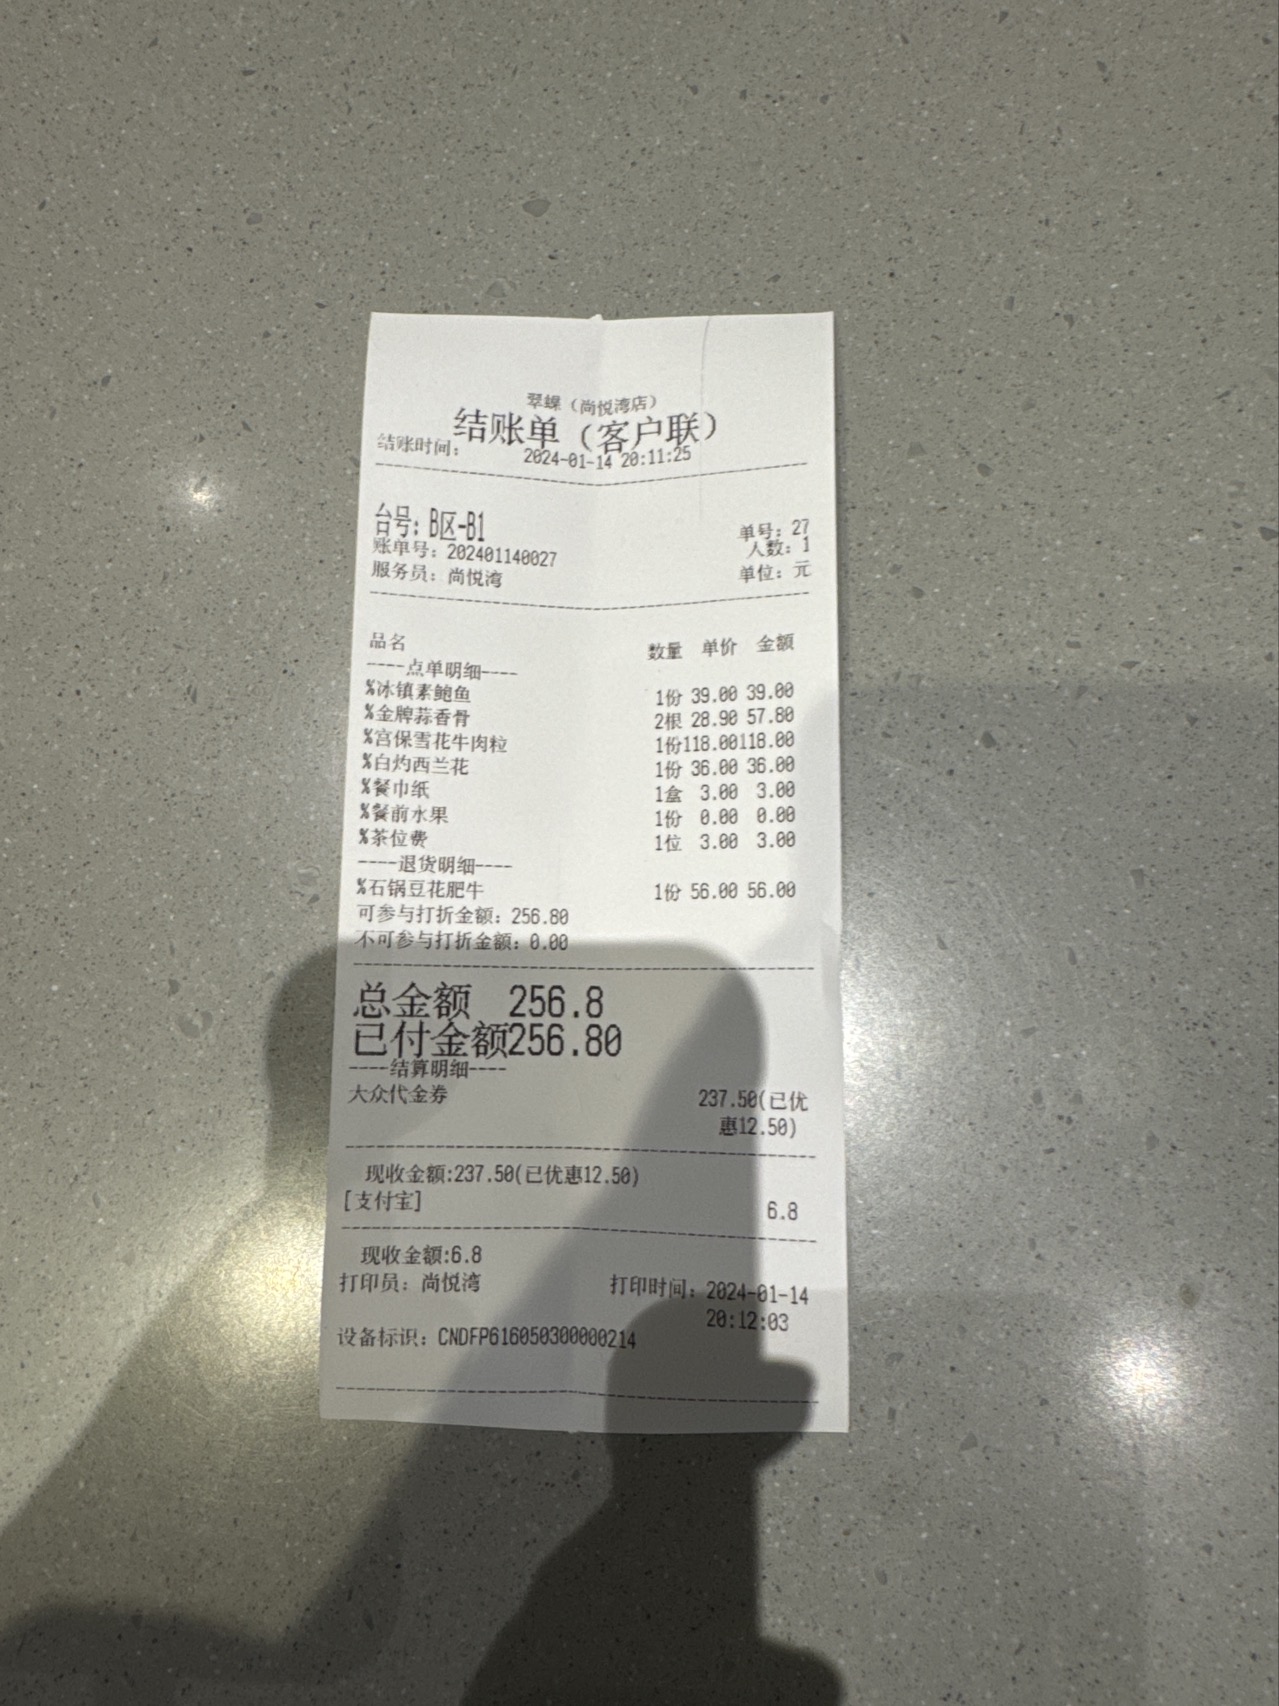 翠蝶（尚悦湾店）
结账单（客户联）
结账时间： 2024-01-14 20:11:25
台号：B区-B1 单号：27
账单号：202401140027 人数：1
服务员：尚悦湾 单位：元
品名 数量 单价 金额
----点单明细----
%冰镇素鲍鱼 1份 39.00 39.00
%金牌蒜香骨 2根 28.90 57.80
%宫保雪花牛肉粒 1份118.00118.00
%白灼西兰花 1份 36.00 36.00
%餐巾纸 1盒 3.00 3.00
%餐前水果 1份 0.00 0.00
%茶位费 1位 3.00 3.00
----退货明细----
%石锅豆花肥牛 1份 56.00 56.00
可参与打折金额：256.80
不可参与打折金额：0.00
总金额 256.8
已付金额256.80
----结算明细----
大众代金券 237.50(已优
惠12.50)
现收金额:237.50(已优惠12.50)
[支付宝] 6.8
现收金额:6.8
打印员：尚悦湾 打印时间：2024-01-14
20:12:03
设备标识：CNDFP616050300000214